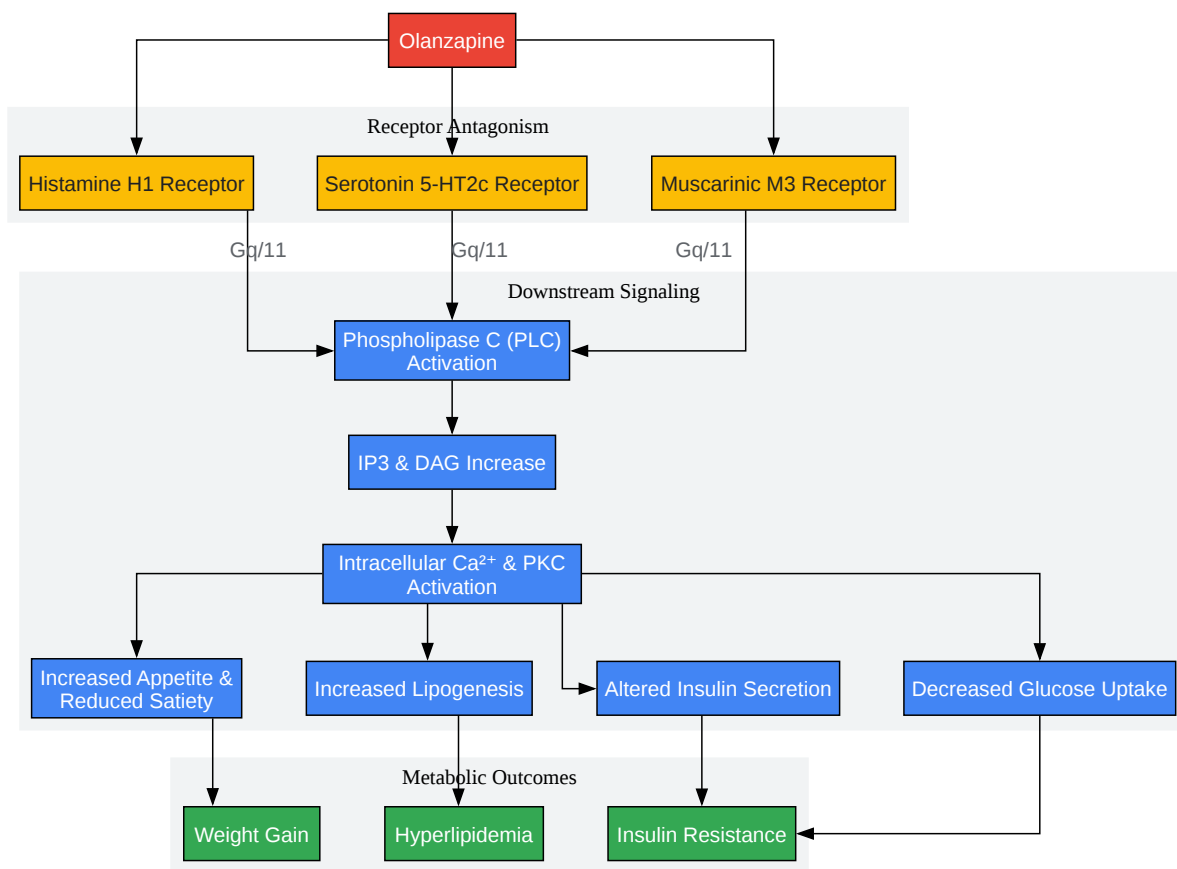 Olanzapine
Receptor Antagonism
Histamine H1 Receptor
Serotonin 5-HT2c Receptor
Muscarinic M3 Receptor
Gq/11
Gq/11
Gq/11
Downstream Signaling
Phospholipase C (PLC)
Activation
IP3 & DAG Increase
Intracellular Ca²⁺ & PKC
Activation
Increased Appetite &
Reduced Satiety
Increased Lipogenesis
Altered Insulin Secretion
Decreased Glucose Uptake
Metabolic Outcomes
Weight Gain
Hyperlipidemia
Insulin Resistance